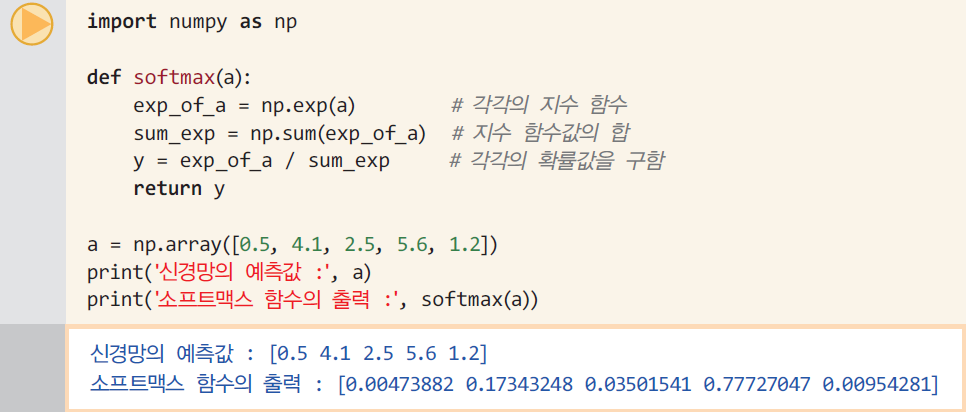 import numpy as np
def softmax(a):
exp_of_a = np.exp(a) # 각각의 지수 함수
sum_exp = np.sum(exp_of_a) # 지수 함수값의 합
y = exp_of_a / sum_exp # 각각의 확률값을 구함
return y
a = np.array([0.5, 4.1, 2.5, 5.6, 1.2])
print('신경망의 예측값 :', a)
print('소프트맥스 함수의 출력 :', softmax(a))
신경망의 예측값 : [0.5 4.1 2.5 5.6 1.2]
소프트맥스 함수의 출력 : [0.00473882 0.17343248 0.03501541 0.77727047 0.00954281]